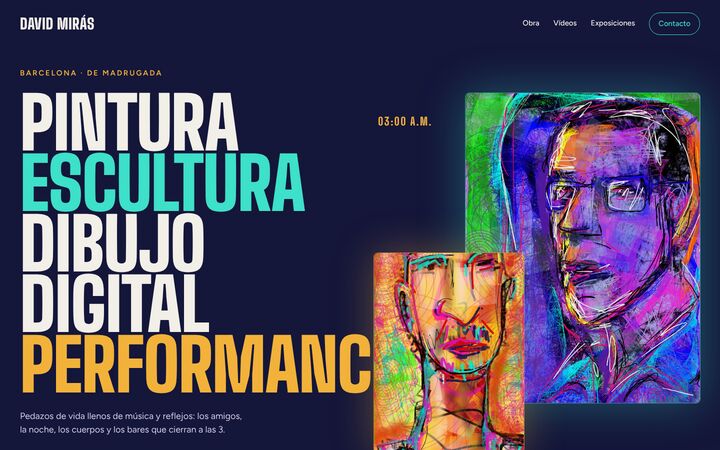 DAVID MIRÁS
Obra Vídeos Exposiciones Contacto
BARCELONA · DE MADRUGADA
PINTURA
ESCULTURA
DIBUJO
DIGITAL
PERFORMANC
03:00 A.M.
Pedazos de vida llenos de música y reflejos: los amigos,
la noche, los cuerpos y los bares que cierran a las 3.